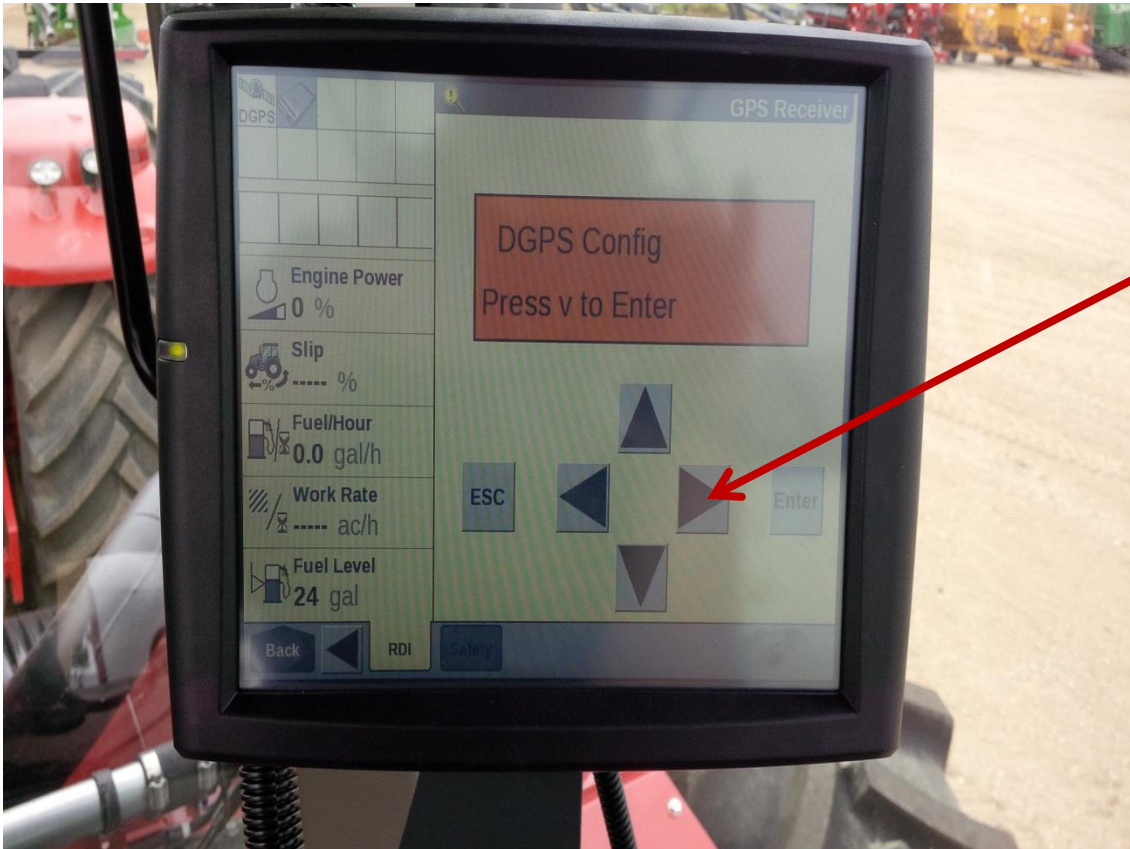 DGPS
GPS Receiver
DGPS Config
Press v to Enter
Engine Power
0 %
Slip
----- %
Fuel/Hour
0.0 gal/h
Work Rate
----- ac/h
Fuel Level
24 gal
ESC
Enter
Back
RDI
Safety